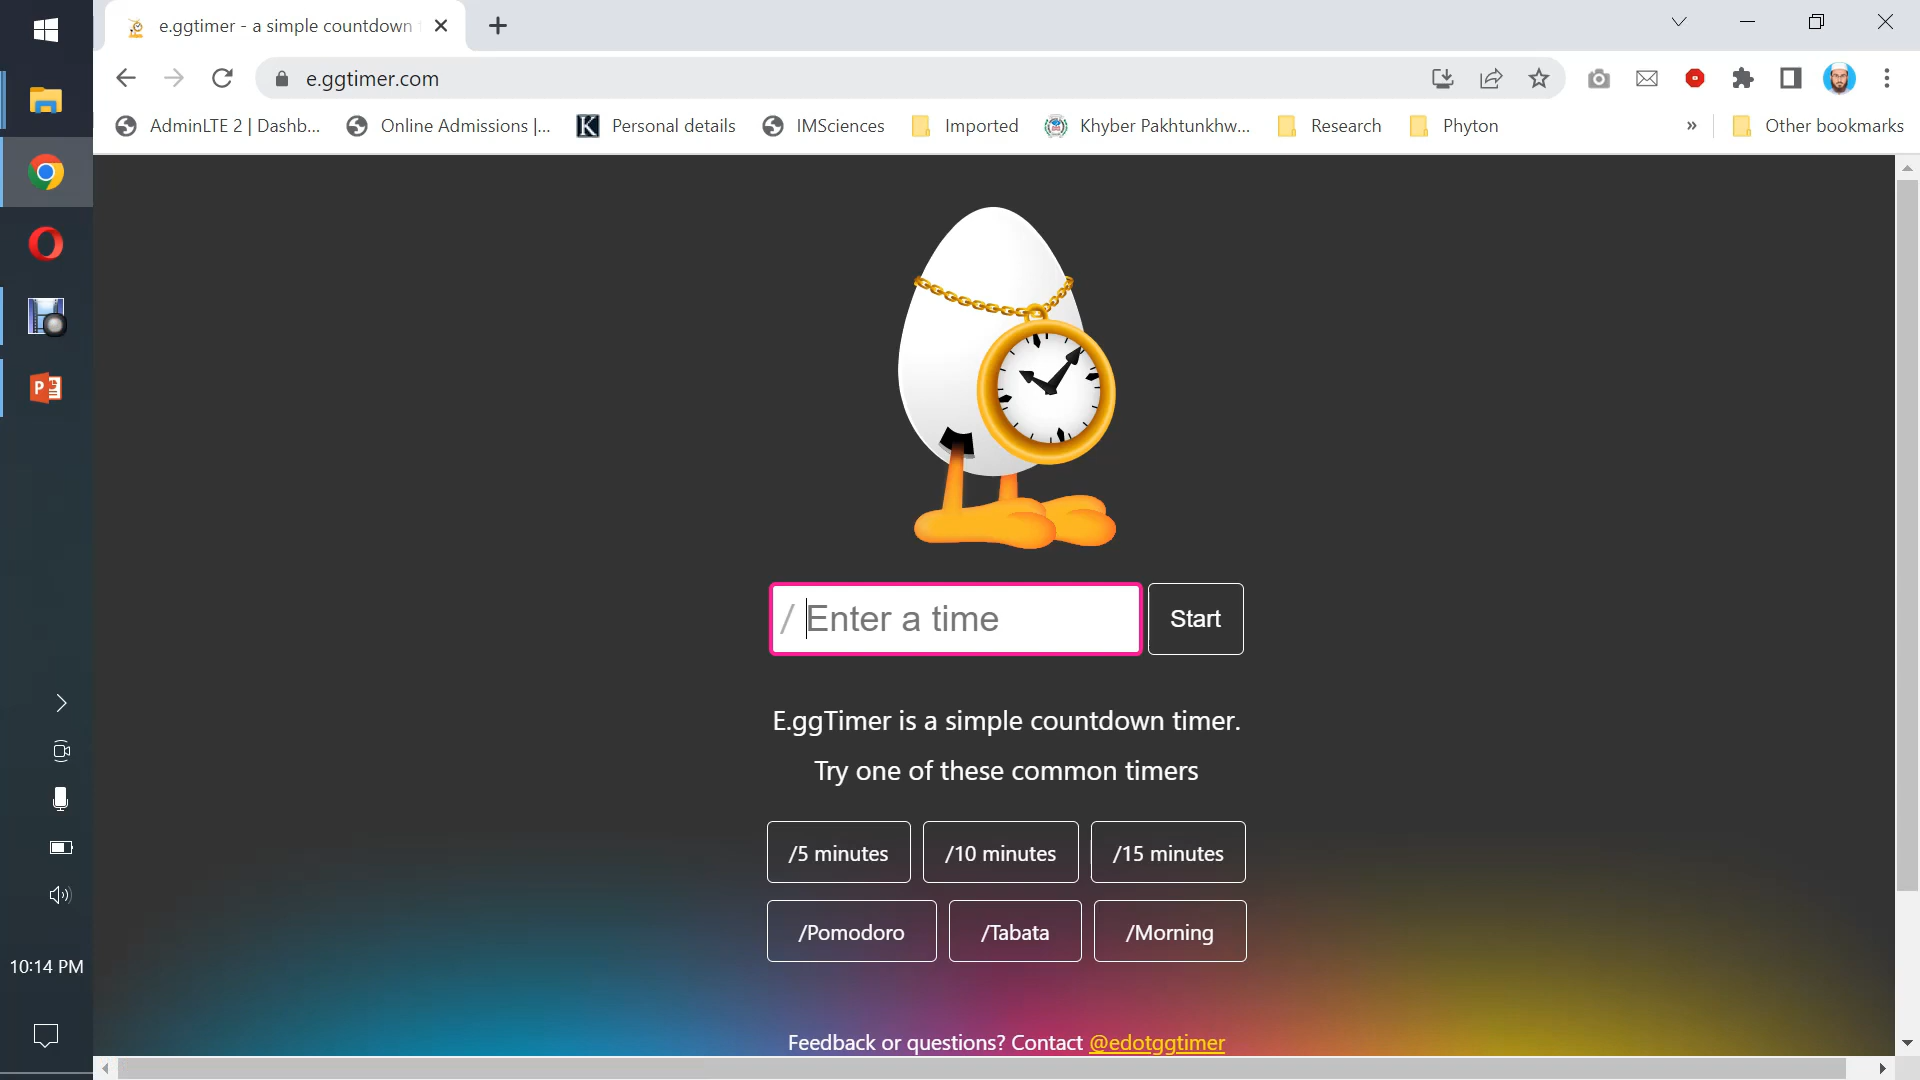 e.ggtimer - a simple countdown
e.ggtimer.com
AdminLTE 2 | Dashb...
Online Admissions |...
Personal details
IMSciences
Imported
Khyber Pakhtunkhw...
Research
Phyton
»
Other bookmarks
/ Enter a time
Start
E.ggTimer is a simple countdown timer.
Try one of these common timers
/5 minutes
/10 minutes
/15 minutes
/Pomodoro
/Tabata
/Morning
Feedback or questions? Contact @edotggtimer
10:14 PM